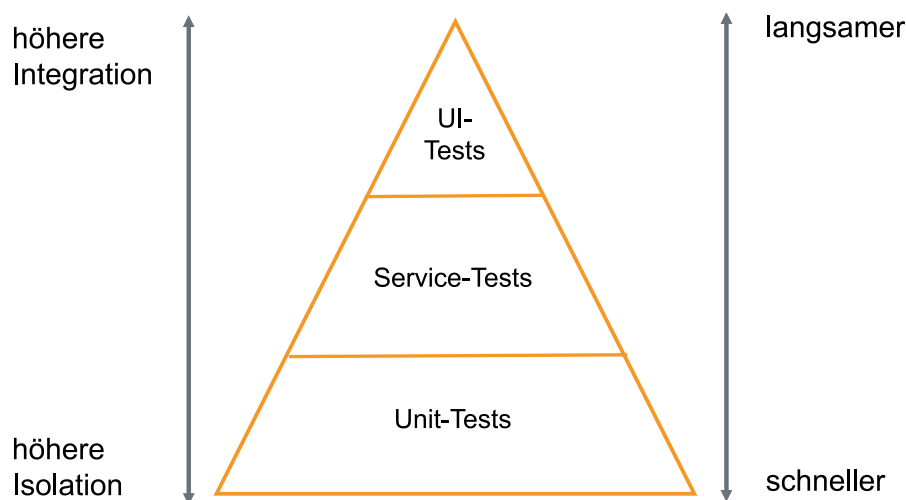 höhere
Integration
langsamer
UI-
Tests
Service-Tests
Unit-Tests
höhere
Isolation
schneller